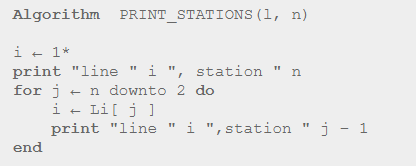 Algorithm PRINT_STATIONS(l, n)
i ← 1*
print "line " i ", station " n
for j ← n downto 2 do
i ← Li[ j ]
print "line " i ",station " j - 1
end